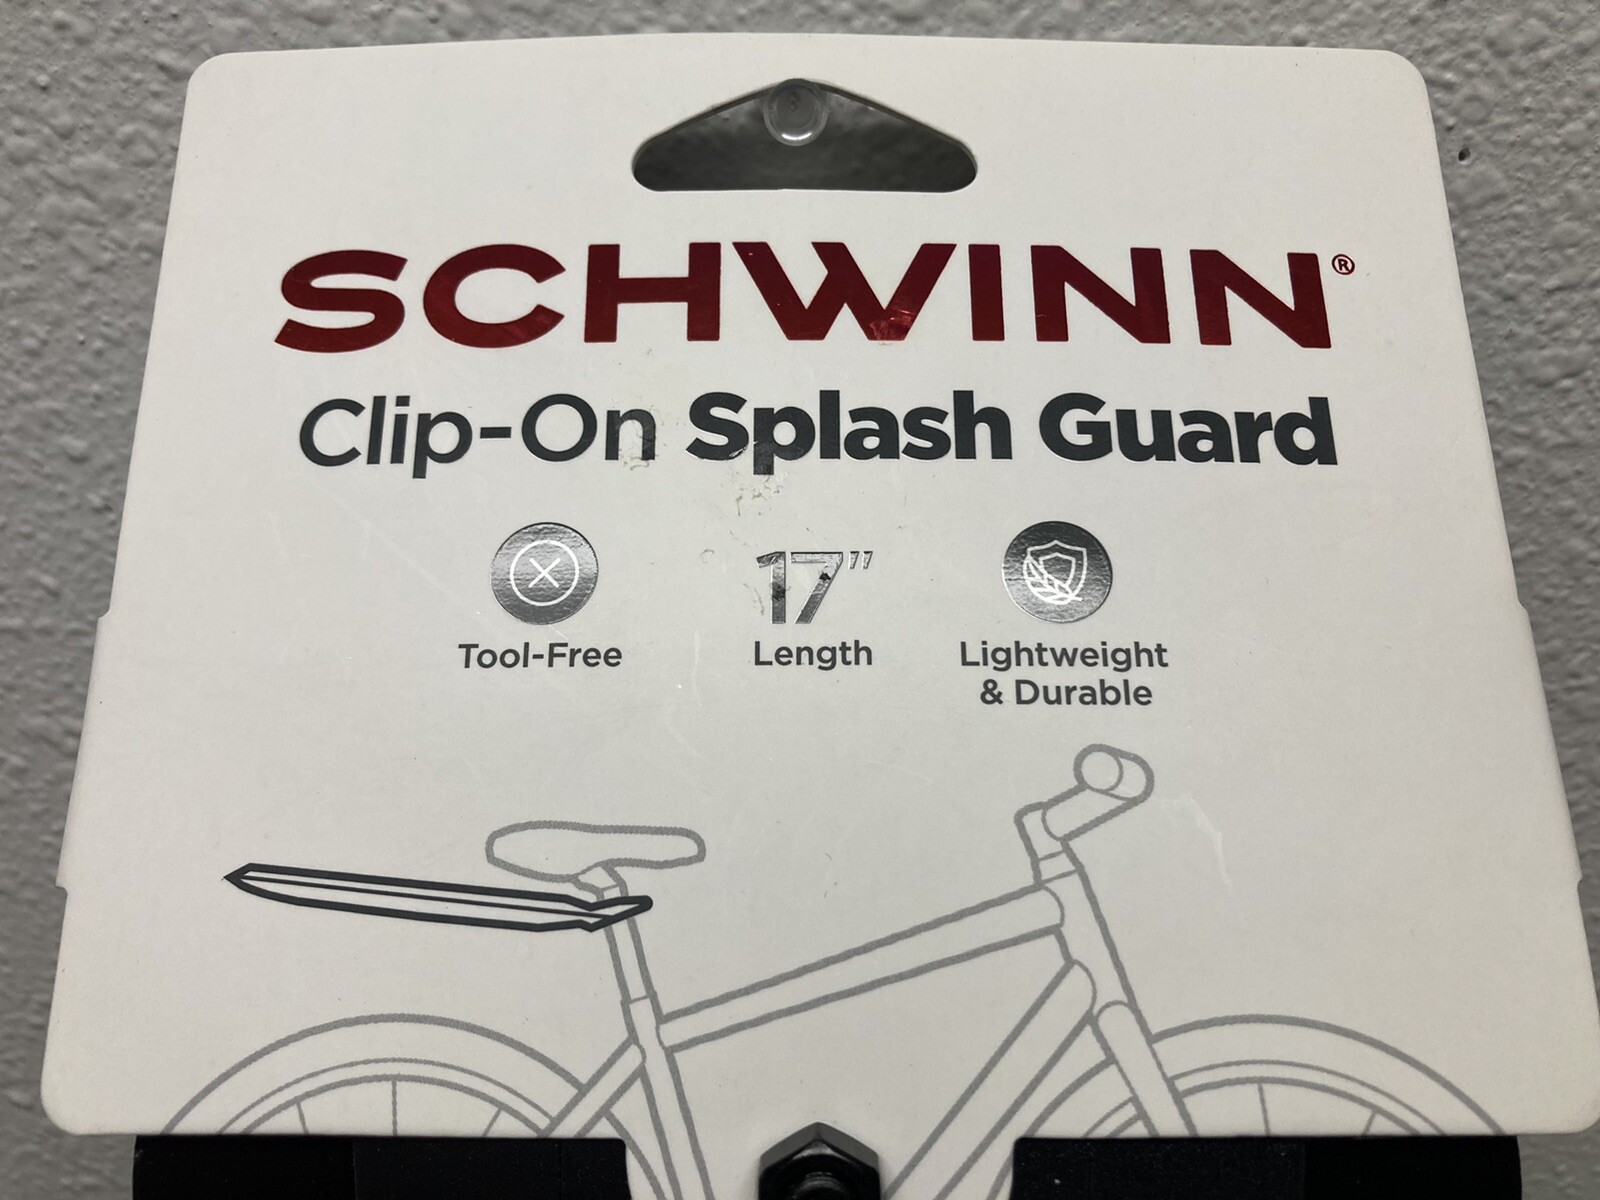 SCHWINN®
Clip-On Splash Guard
17"
Tool-Free
Length
Lightweight
& Durable